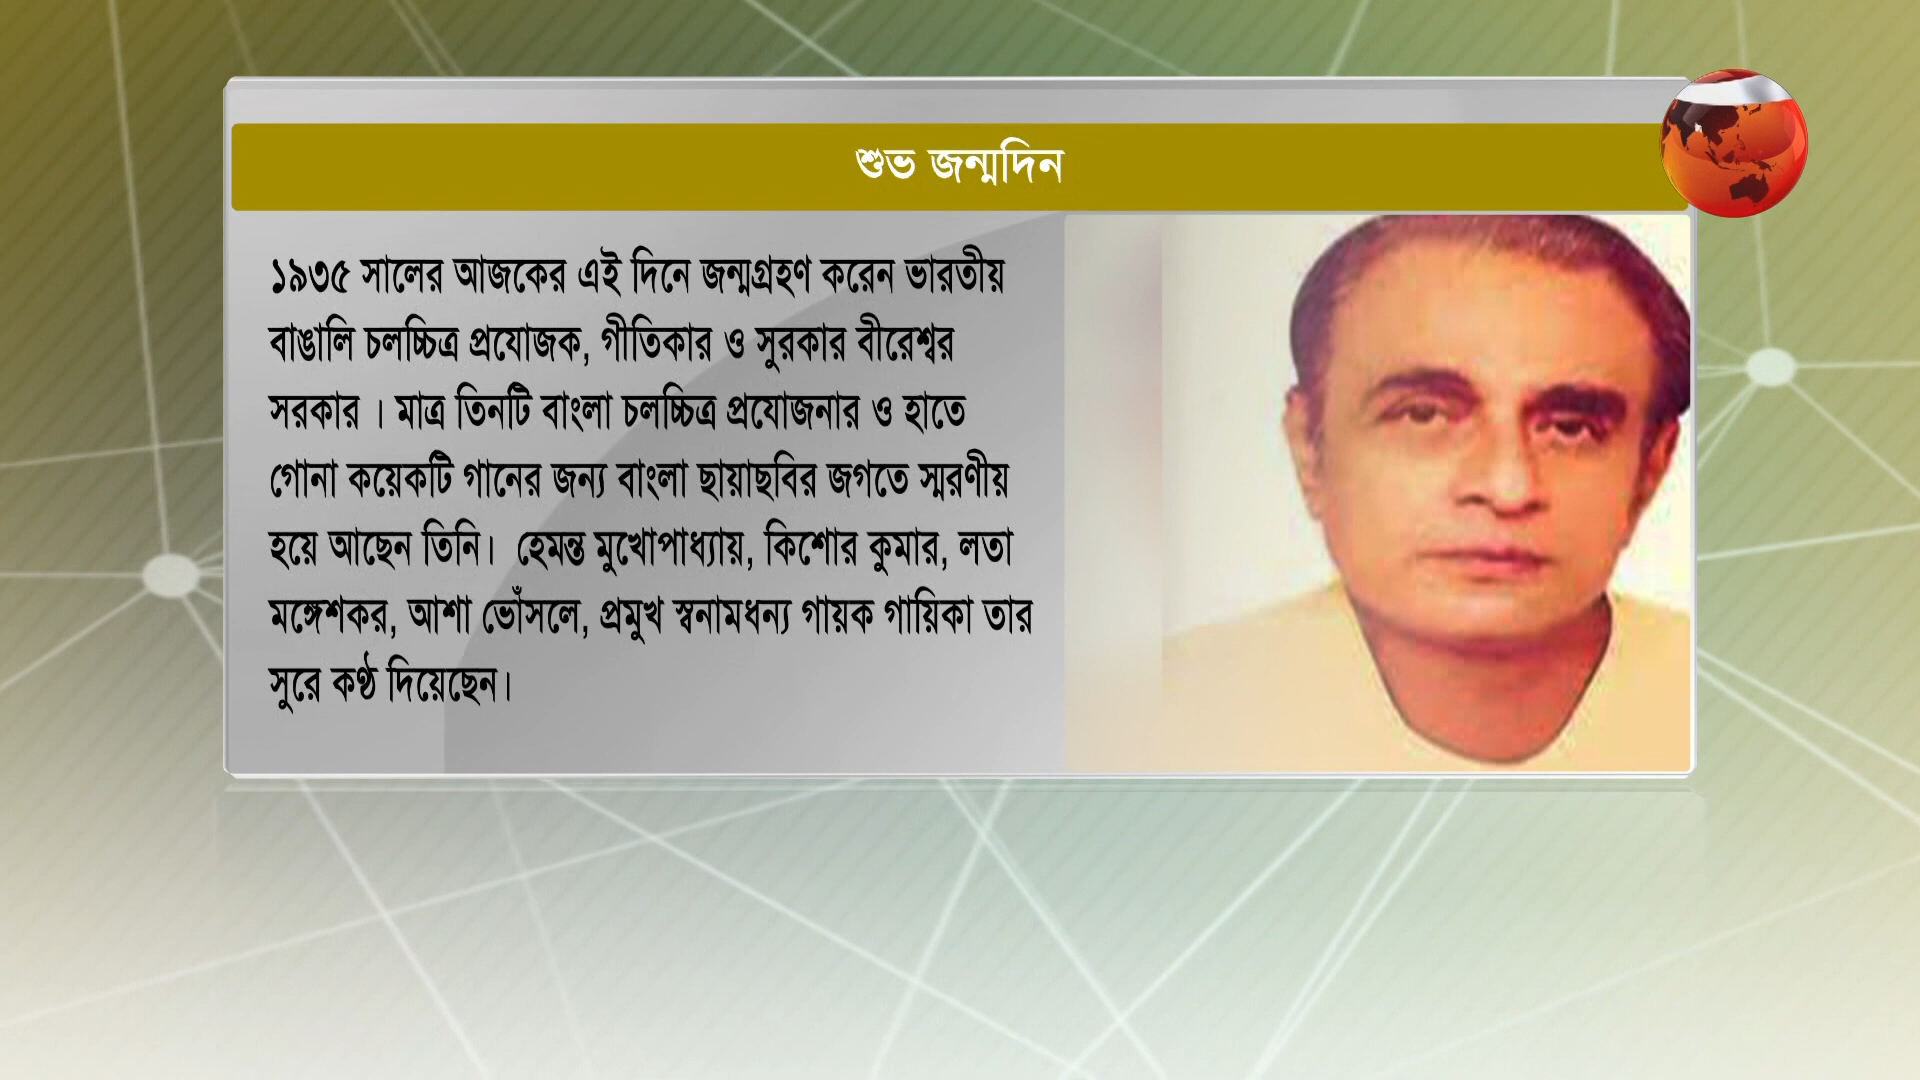 শুভ জন্মদিন
১৯৩৫ সালের আজকের এই দিনে জন্মগ্রহণ করেন ভারতীয়
বাঙালি চলচ্চিত্র প্রযোজক, গীতিকার ও সুরকার বীরেশ্বর
সরকার । মাত্র তিনটি বাংলা চলচ্চিত্র প্রযোজনার ও হাতে
গোনা কয়েকটি গানের জন্য বাংলা ছায়াছবির জগতে স্মরণীয়
হয়ে আছেন তিনি। হেমন্ত মুখোপাধ্যায়, কিশোর কুমার, লতা
মঙ্গেশকর, আশা ভোঁসলে, প্রমুখ স্বনামধন্য গায়ক গায়িকা তার
সুরে কণ্ঠ দিয়েছেন।